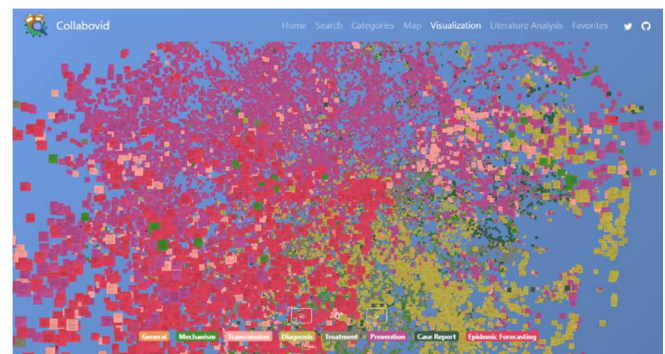 Collabovid Home Search Categories Map Visualization Literature Analysis Favorites
0°
General Mechanism Transmission Diagnosis Treatment Prevention Case Report Epidemic Forecasting